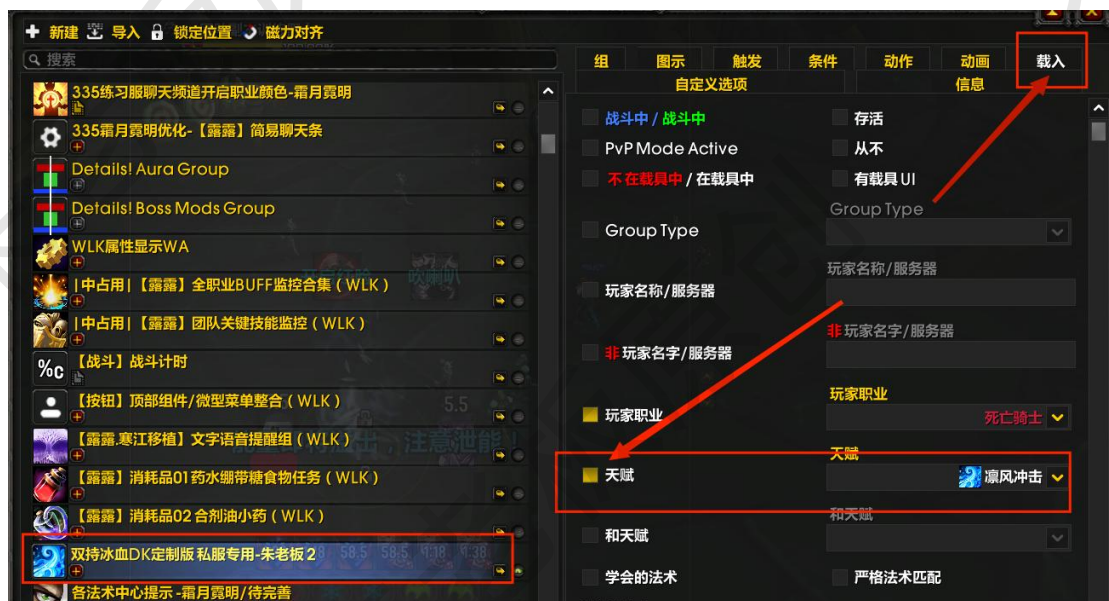 新建 导入 锁定位置 磁力对齐
搜索
335练习服聊天频道开启职业颜色-霜月霓明
335霜月霓明优化-【露露】简易聊天条
Details! Aura Group
Details! Boss Mods Group
WLK属性显示WA
|中占用|【露露】全职业BUFF监控合集（WLK）
|中占用|【露露】团队关键技能监控（WLK）
%c 【战斗】战斗计时
【按钮】顶部组件/微型菜单整合（WLK）
5.5
【露露.寒江移植】文字语音提醒组（WLK）
【露露】消耗品01药水绷带糖食物任务（WLK）
【露露】消耗品02 合剂油小药（WLK）
双持冰血DK定制版 私服专用-朱老板 2
各法术中心提示-霜月霓明/待完善
组 图示 触发 条件 动作 动画 载入
自定义选项 信息
战斗中 / 战斗中 存活
PvP Mode Active 从不
不在载具中 / 在载具中 有载具 UI
Group Type
Group Type
玩家名称/服务器
玩家名称/服务器
非玩家名字/服务器
非玩家名字/服务器
玩家职业
玩家职业 死亡骑士
天赋
天赋 凛风冲击
和天赋
和天赋
学会的法术 严格法术匹配